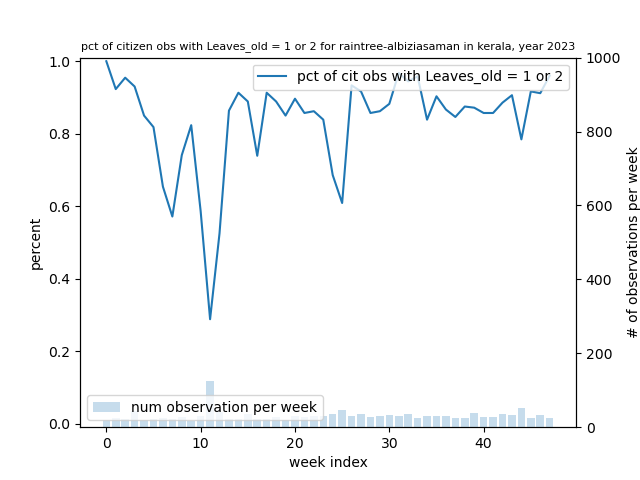 pct of citizen obs with Leaves_old = 1 or 2 for raintree-albiziasaman in kerala, year 2023
pct of cit obs with Leaves_old = 1 or 2
num observation per week
percent
1.0
0.8
0.6
0.4
0.2
0.0
0 10 20 30 40
week index
1000
800
600
400
200
0
# of observations per week